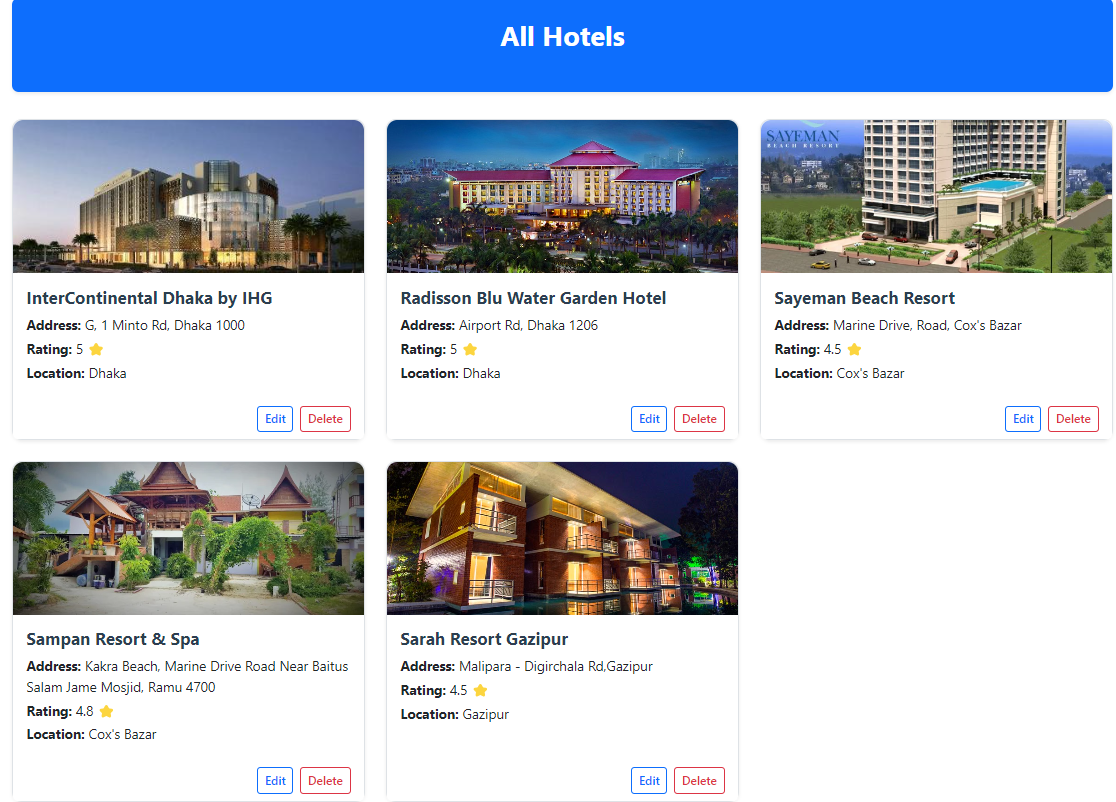 All Hotels
SAYEMAN
BEACH RESORT
InterContinental Dhaka by IHG
Address: G, 1 Minto Rd, Dhaka 1000
Rating: 5
Location: Dhaka
Edit Delete
Radisson Blu Water Garden Hotel
Address: Airport Rd, Dhaka 1206
Rating: 5
Location: Dhaka
Edit Delete
Sayeman Beach Resort
Address: Marine Drive, Road, Cox's Bazar
Rating: 4.5
Location: Cox's Bazar
Edit Delete
Sampan Resort & Spa
Address: Kakra Beach, Marine Drive Road Near Baitus
Salam Jame Mosjid, Ramu 4700
Rating: 4.8
Location: Cox's Bazar
Edit Delete
Sarah Resort Gazipur
Address: Malipara - Digirchala Rd,Gazipur
Rating: 4.5
Location: Gazipur
Edit Delete